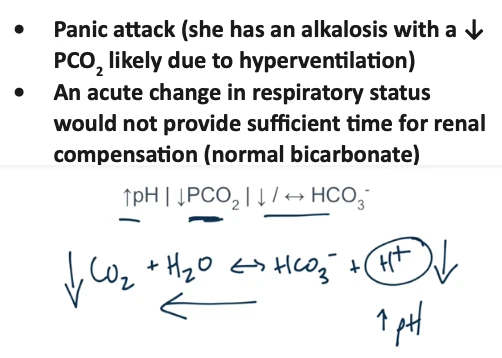 • Panic attack (she has an alkalosis with a ↓
PCO₂ likely due to hyperventilation)
• An acute change in respiratory status
would not provide sufficient time for renal
compensation (normal bicarbonate)
↑pH | ↓PCO₂ | ↓ / ↔ HCO₃⁻
↓ CO₂ + H₂O ↔ HCO₃⁻ + H⁺ ↓
←
↑ pH